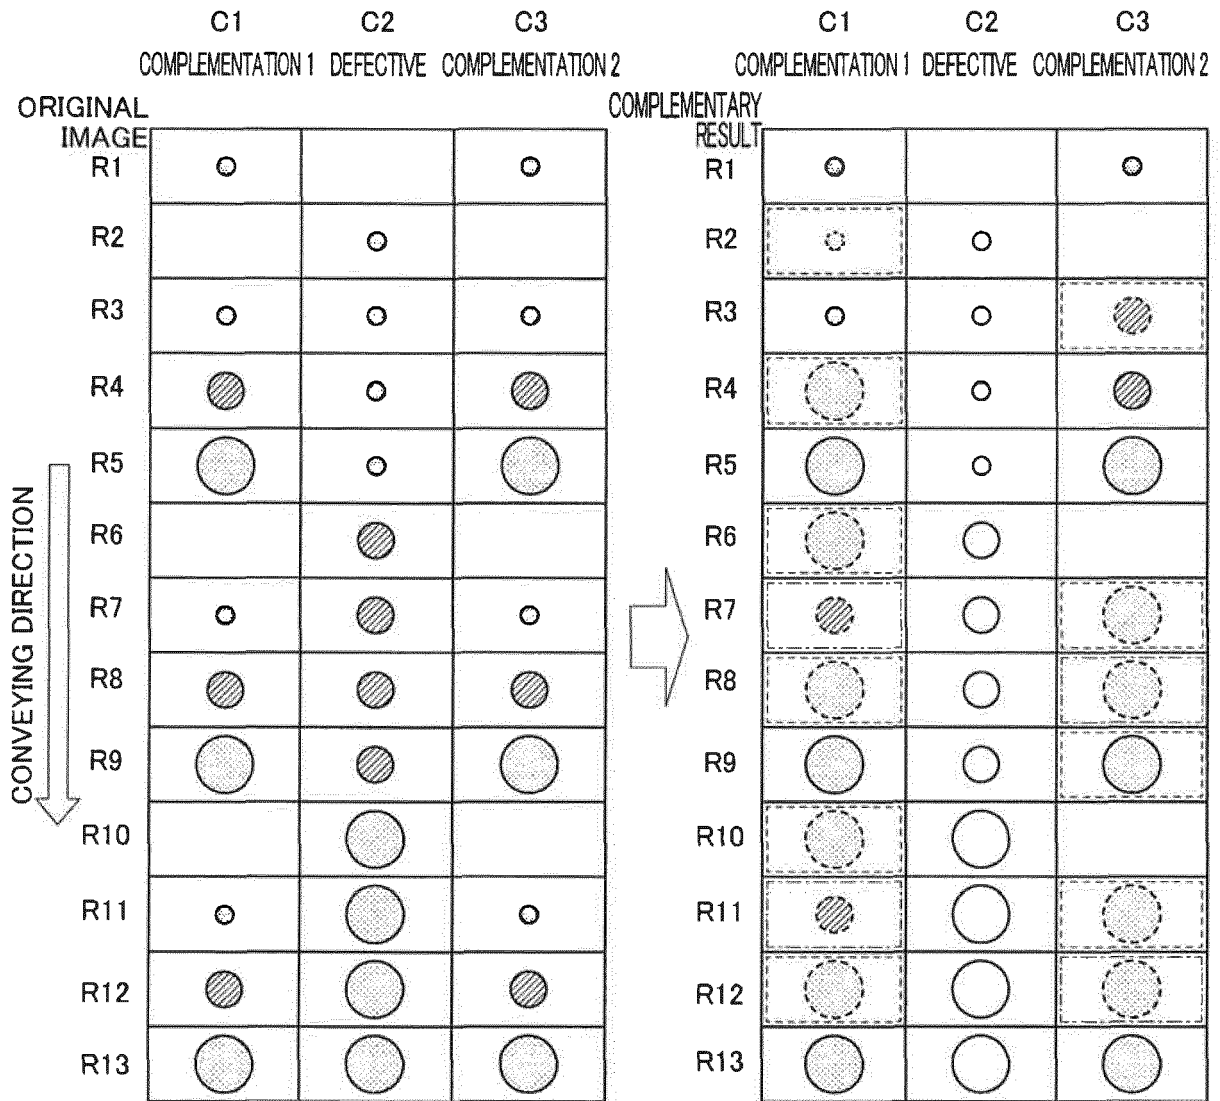 C1 C2 C3
COMPLEMENTATION 1 DEFECTIVE COMPLEMENTATION 2
ORIGINAL
IMAGE
R1
R2
R3
R4
R5
R6
R7
R8
R9
R10
R11
R12
R13
CONVEYING DIRECTION
C1 C2 C3
COMPLEMENTATION 1 DEFECTIVE COMPLEMENTATION 2
COMPLEMENTARY
RESULT
R1
R2
R3
R4
R5
R6
R7
R8
R9
R10
R11
R12
R13